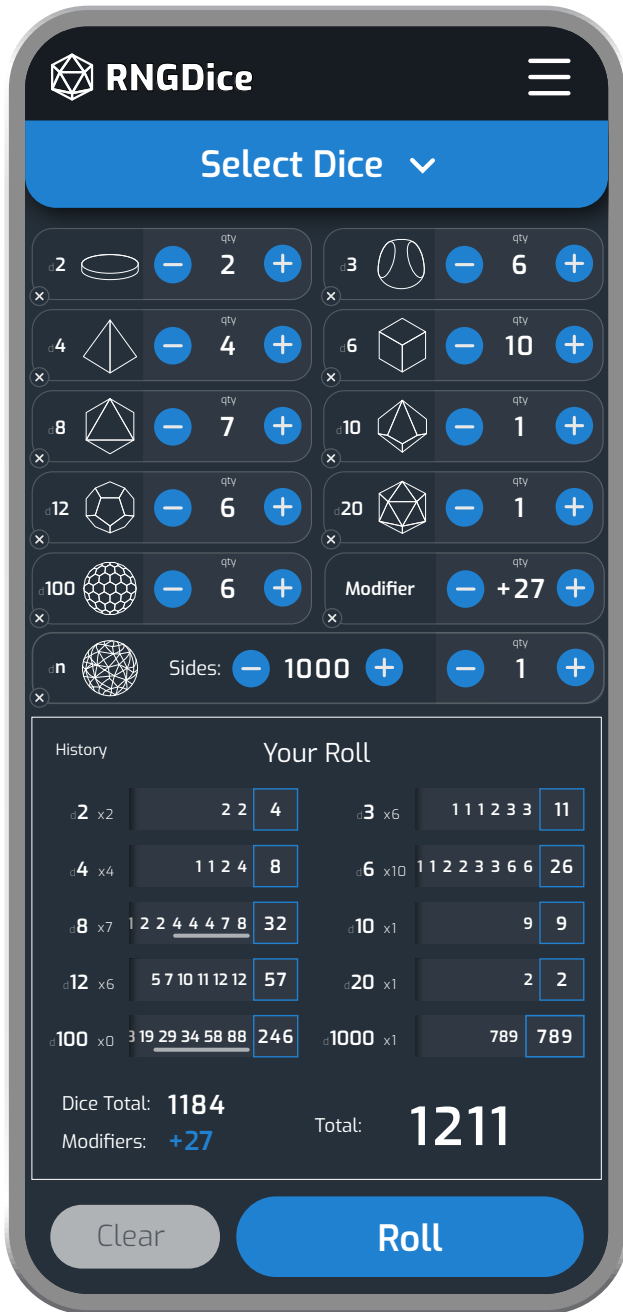 RNGDice
Select Dice
d2 qty 2
d3 qty 6
d4 qty 4
d6 qty 10
d8 qty 7
d10 qty 1
d12 qty 6
d20 qty 1
d100 qty 6
Modifier qty +27
dn Sides: 1000 qty 1
History Your Roll
d2 x2 2 2 4
d3 x6 1 1 1 2 3 3 11
d4 x4 1 1 2 4 8
d6 x10 1 1 2 2 3 3 6 6 26
d8 x7 1 2 2 4 4 4 7 8 32
d10 x1 9 9
d12 x6 5 7 10 11 12 12 57
d20 x1 2 2
d100 x0 19 29 34 58 88 246
d1000 x1 789 789
Dice Total: 1184
Modifiers: +27
Total: 1211
Clear
Roll